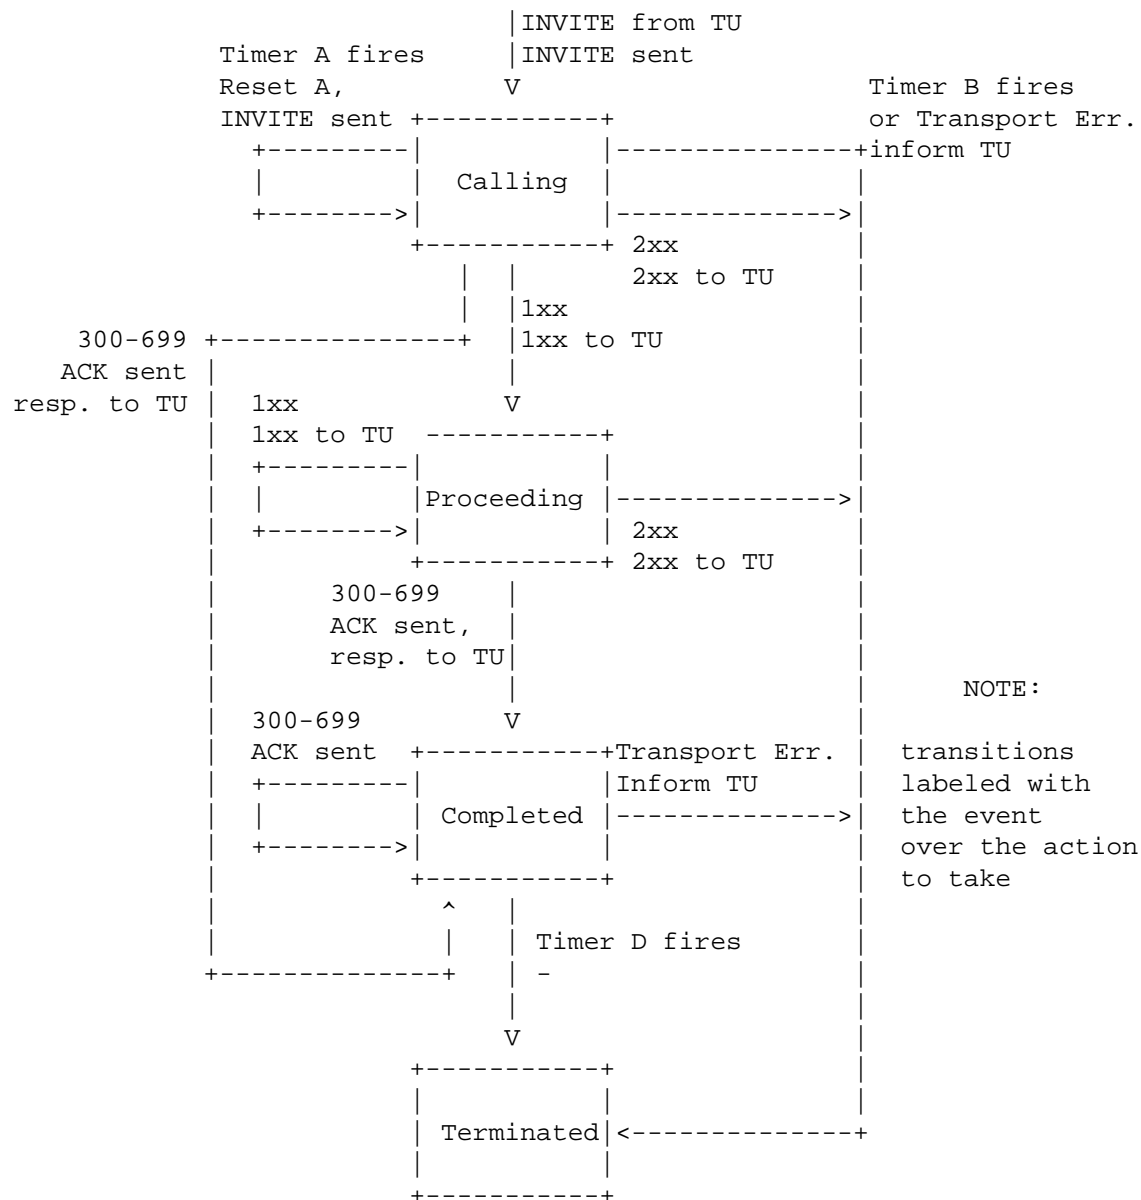 INVITE from TU
Timer A fires INVITE sent
Reset A, V Timer B fires
INVITE sent or Transport Err.
inform TU
Calling
2xx
2xx to TU
1xx
300-699 1xx to TU
ACK sent
resp. to TU 1xx V
1xx to TU
Proceeding
2xx
2xx to TU
300-699
ACK sent,
resp. to TU
NOTE:
300-699 V
ACK sent Transport Err. transitions
Inform TU labeled with
Completed the event
over the action
to take
Timer D fires
-
V
Terminated